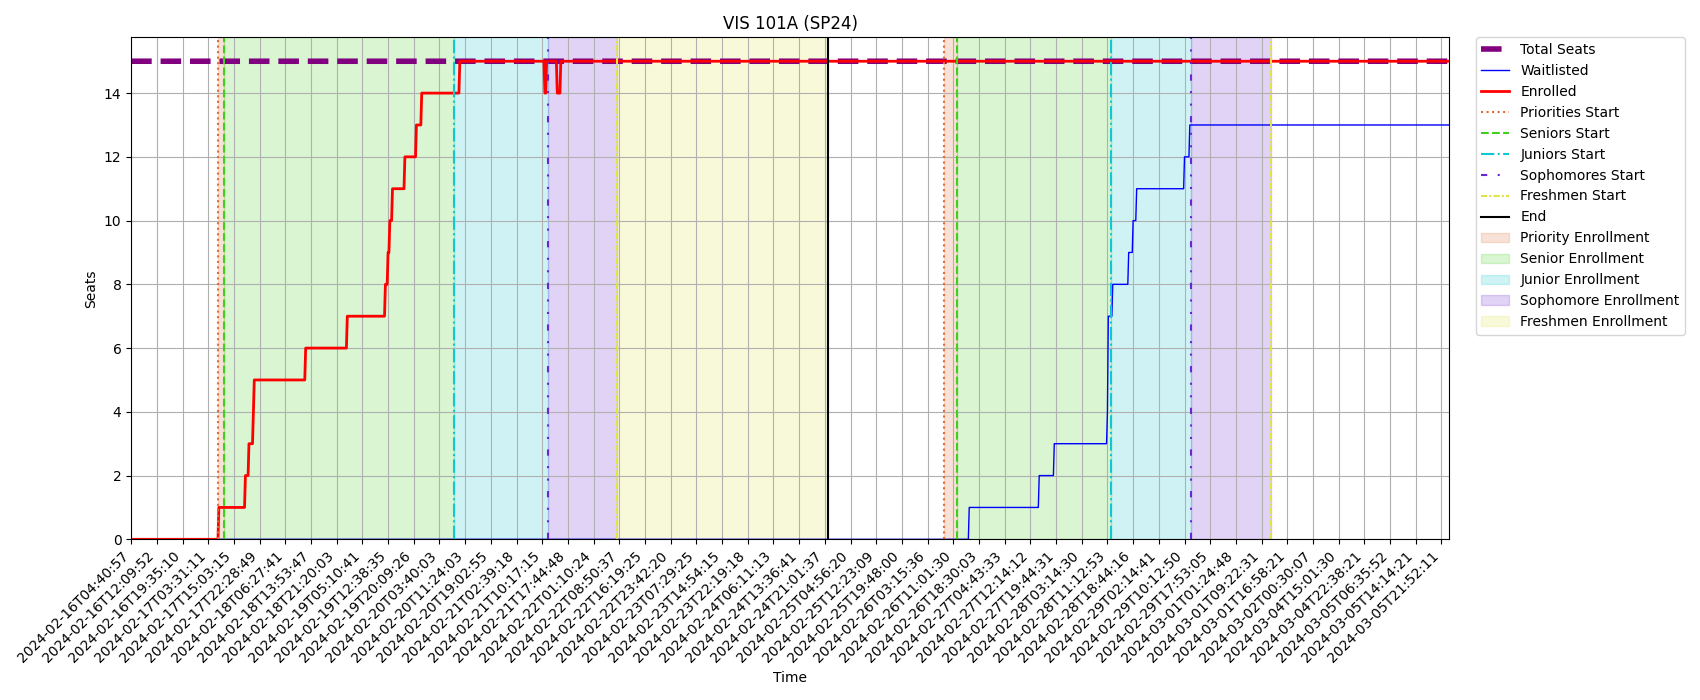 VIS 101A (SP24)
Seats
14
12
10
8
6
4
2
0
2024-02-16T04:40:57
2024-02-16T12:09:52
2024-02-16T19:35:10
2024-02-17T03:31:11
2024-02-17T15:03:15
2024-02-17T22:28:49
2024-02-18T06:27:41
2024-02-18T13:53:47
2024-02-18T21:20:03
2024-02-19T05:10:41
2024-02-19T12:38:35
2024-02-19T20:09:26
2024-02-20T03:40:03
2024-02-20T11:24:03
2024-02-20T19:02:55
2024-02-21T02:39:18
2024-02-21T10:17:15
2024-02-21T17:44:48
2024-02-22T01:10:24
2024-02-22T08:50:37
2024-02-22T16:19:25
2024-02-22T23:42:20
2024-02-23T07:29:25
2024-02-23T14:54:15
2024-02-23T22:19:18
2024-02-24T06:11:13
2024-02-24T13:36:41
2024-02-24T21:01:37
2024-02-25T04:56:20
2024-02-25T12:23:09
2024-02-25T19:48:00
2024-02-26T03:15:36
2024-02-26T11:01:30
2024-02-26T18:30:03
2024-02-27T04:43:33
2024-02-27T12:14:12
2024-02-27T19:44:31
2024-02-28T03:14:30
2024-02-28T11:12:53
2024-02-28T18:44:16
2024-02-29T02:14:41
2024-02-29T10:12:50
2024-02-29T17:53:05
2024-03-01T01:24:48
2024-03-01T09:22:31
2024-03-01T16:58:21
2024-03-02T00:30:07
2024-03-04T15:01:30
2024-03-04T22:38:21
2024-03-05T06:35:52
2024-03-05T14:14:21
2024-03-05T21:52:11
Time
Total Seats
Waitlisted
Enrolled
Priorities Start
Seniors Start
Juniors Start
Sophomores Start
Freshmen Start
End
Priority Enrollment
Senior Enrollment
Junior Enrollment
Sophomore Enrollment
Freshmen Enrollment